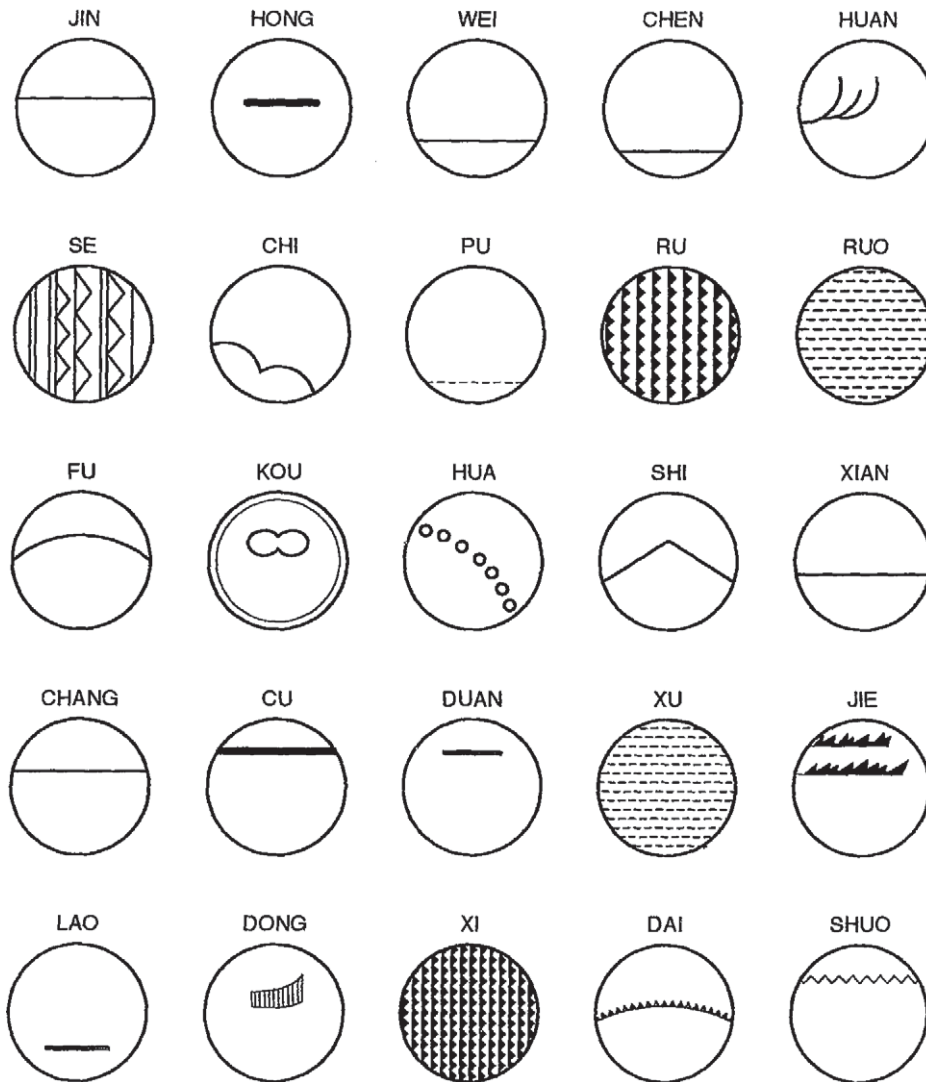 JIN HONG WEI CHEN HUAN
SE CHI PU RU RUO
FU KOU HUA SHI XIAN
CHANG CU DUAN XU JIE
LAO DONG XI DAI SHUO